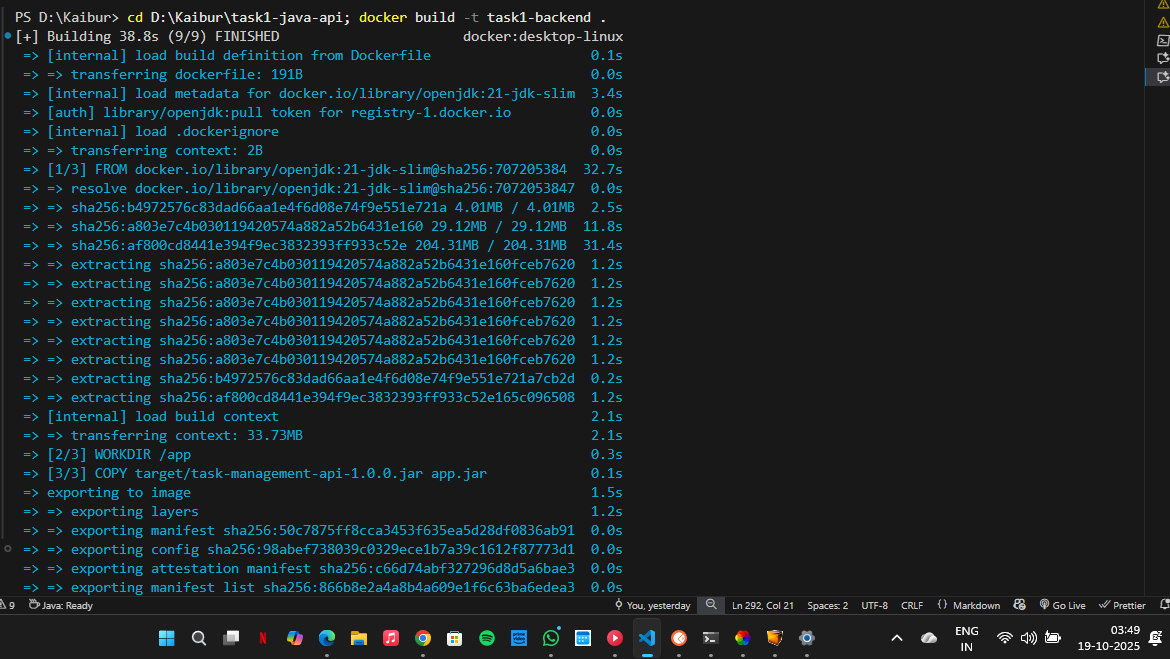 PS D:\Kaibur> cd D:\Kaibur\task1-java-api; docker build -t task1-backend .
[+] Building 38.8s (9/9) FINISHED docker:desktop-linux
=> [internal] load build definition from Dockerfile 0.1s
=> => transferring dockerfile: 191B 0.0s
=> [internal] load metadata for docker.io/library/openjdk:21-jdk-slim 3.4s
=> [auth] library/openjdk:pull token for registry-1.docker.io 0.0s
=> [internal] load .dockerignore 0.0s
=> => transferring context: 2B 0.0s
=> [1/3] FROM docker.io/library/openjdk:21-jdk-slim@sha256:707205384 32.7s
=> => resolve docker.io/library/openjdk:21-jdk-slim@sha256:7072053847 0.0s
=> => sha256:b4972576c83dad66aa1e4f6d08e74f9e551e721a 4.01MB / 4.01MB 2.5s
=> => sha256:a803e7c4b030119420574a882a52b6431e160 29.12MB / 29.12MB 11.8s
=> => sha256:af800cd8441e394f9ec3832393ff933c52e 204.31MB / 204.31MB 31.4s
=> => extracting sha256:a803e7c4b030119420574a882a52b6431e160fceb7620 1.2s
=> => extracting sha256:a803e7c4b030119420574a882a52b6431e160fceb7620 1.2s
=> => extracting sha256:a803e7c4b030119420574a882a52b6431e160fceb7620 1.2s
=> => extracting sha256:a803e7c4b030119420574a882a52b6431e160fceb7620 1.2s
=> => extracting sha256:a803e7c4b030119420574a882a52b6431e160fceb7620 1.2s
=> => extracting sha256:a803e7c4b030119420574a882a52b6431e160fceb7620 1.2s
=> => extracting sha256:b4972576c83dad66aa1e4f6d08e74f9e551e721a7cb2d 0.2s
=> => extracting sha256:af800cd8441e394f9ec3832393ff933c52e165c096508 1.2s
=> [internal] load build context 2.1s
=> => transferring context: 33.73MB 2.1s
=> [2/3] WORKDIR /app 0.3s
=> [3/3] COPY target/task-management-api-1.0.0.jar app.jar 0.1s
=> exporting to image 1.5s
=> => exporting layers 1.2s
=> => exporting manifest sha256:50c7875ff8cca3453f635ea5d28df0836ab91 0.0s
=> => exporting config sha256:98abef738039c0329ece1b7a39c1612f87773d1 0.0s
=> => exporting attestation manifest sha256:c66d74abf327296d8d5a6bae3 0.0s
=> => exporting manifest list sha256:866b8e2a4a8b4a609e1f6c63ba6edea3 0.0s
9 Java: Ready You, yesterday Ln 292, Col 21 Spaces: 2 UTF-8 CRLF {} Markdown Go Live Prettier
ENG 03:49
IN 19-10-2025